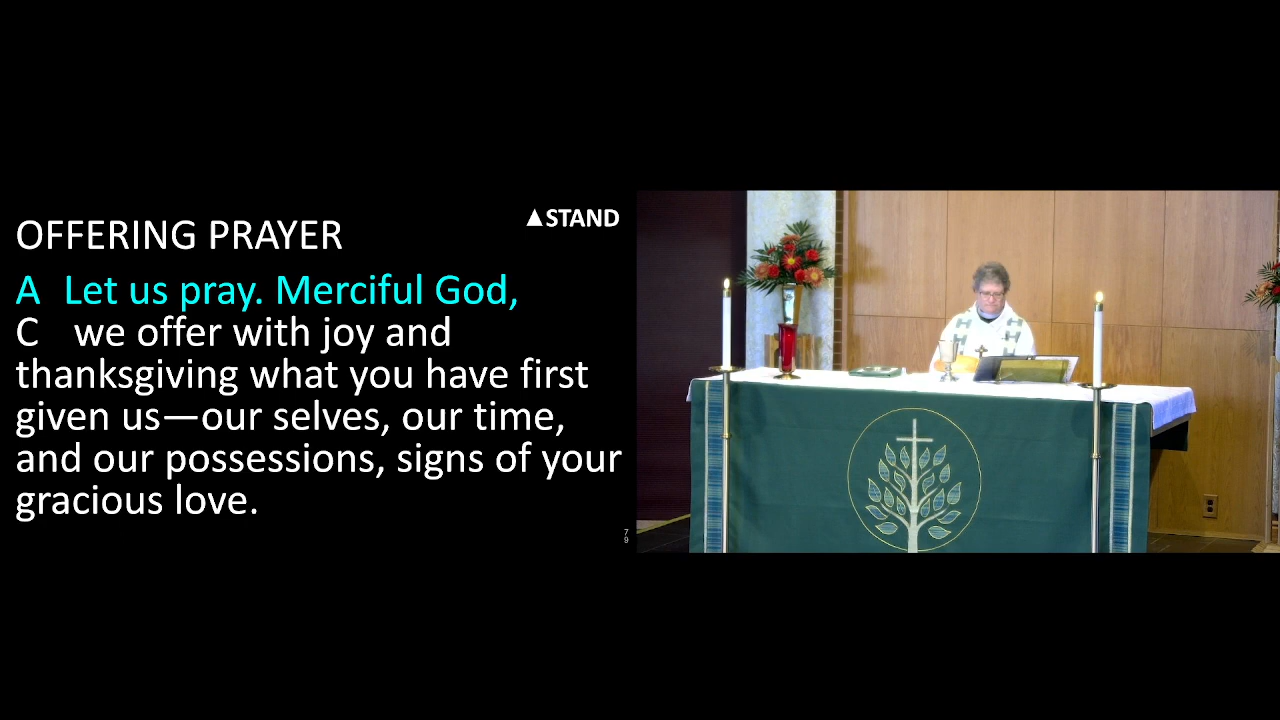 OFFERING PRAYER
▲STAND
A Let us pray. Merciful God,
C we offer with joy and
thanksgiving what you have first
given us—our selves, our time,
and our possessions, signs of your
gracious love.
79